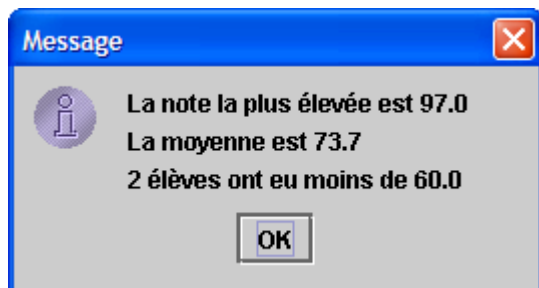 Message
La note la plus élevée est 97.0
La moyenne est 73.7
2 élèves ont eu moins de 60.0
OK